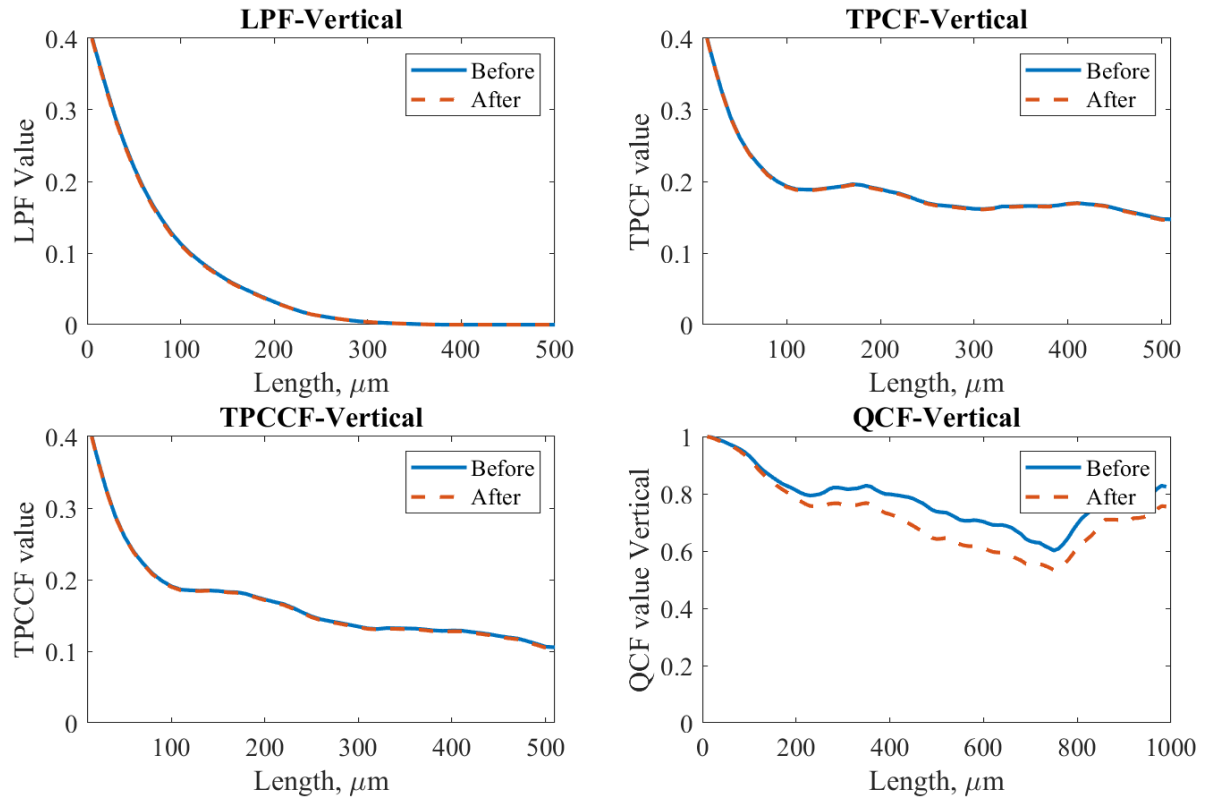 LPF-Vertical
0.4
0.3
0.2
0.1
0
LPF Value
Before
After
0 100 200 300 400 500
Length, μm
TPCF-Vertical
0.4
0.3
0.2
0.1
0
TPCF value
Before
After
100 200 300 400 500
Length, μm
TPCCF-Vertical
0.4
0.3
0.2
0.1
0
TPCCF value
Before
After
100 200 300 400 500
Length, μm
QCF-Vertical
1
0.8
0.6
0.4
0.2
0
QCF value Vertical
Before
After
0 200 400 600 800 1000
Length, μm